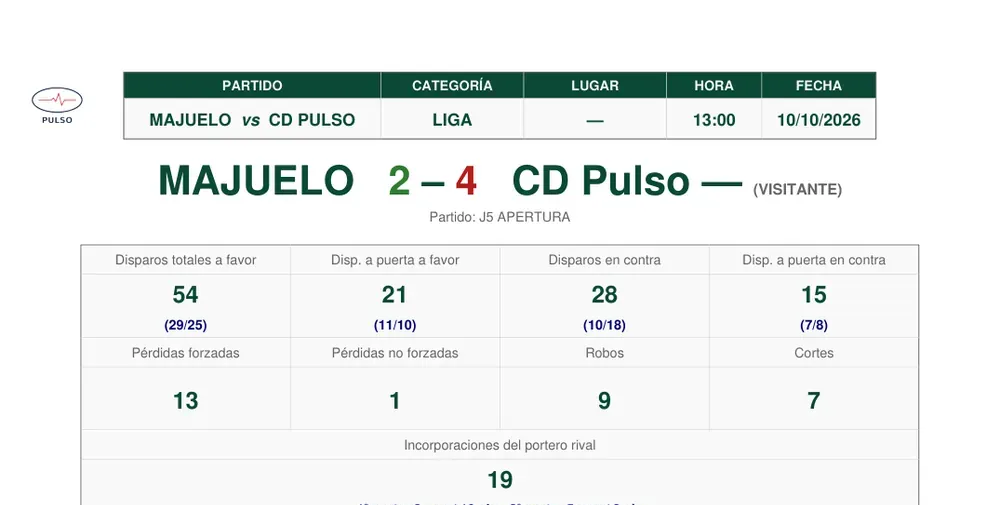 PARTIDO CATEGORÍA LUGAR HORA FECHA
PULSO
MAJUELO vs CD PULSO LIGA — 13:00 10/10/2026
MAJUELO 2 – 4 CD Pulso — (VISITANTE)
Partido: J5 APERTURA
Disparos totales a favor Disp. a puerta a favor Disparos en contra Disp. a puerta en contra
54 21 28 15
(29/25) (11/10) (10/18) (7/8)
Pérdidas forzadas Pérdidas no forzadas Robos Cortes
13 1 9 7
Incorporaciones del portero rival
19